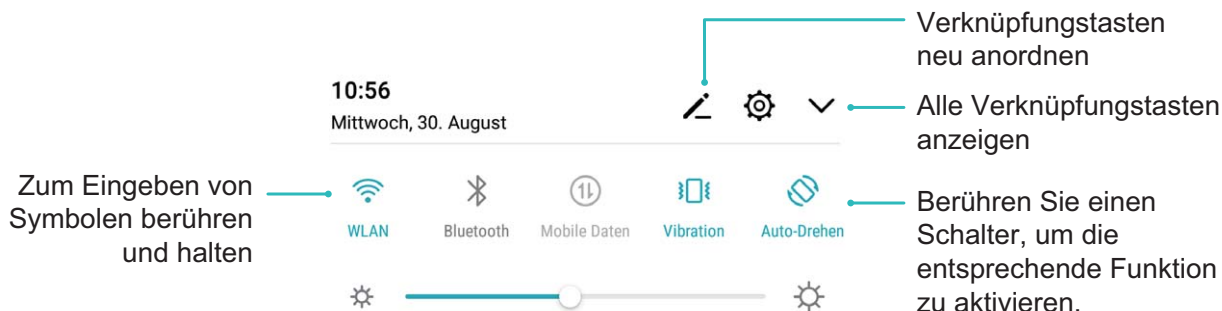 Verknüpfungstasten
neu anordnen
10:56
Mittwoch, 30. August
Alle Verknüpfungstasten
anzeigen
Zum Eingeben von
Symbolen berühren
und halten
WLAN
Bluetooth
Mobile Daten
Vibration
Auto-Drehen
Berühren Sie einen
Schalter, um die
entsprechende Funktion
zu aktivieren.